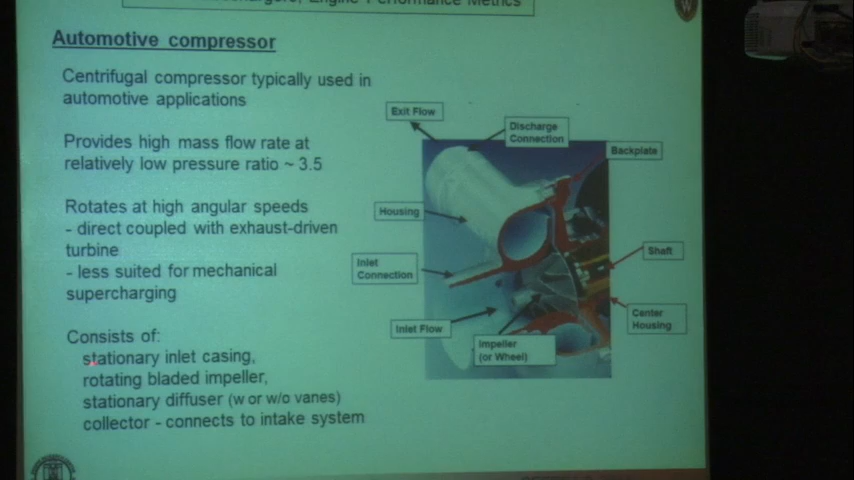 Engine Performance Metrics
Automotive compressor
Centrifugal compressor typically used in
automotive applications
Provides high mass flow rate at
relatively low pressure ratio ~ 3.5
Rotates at high angular speeds
- direct coupled with exhaust-driven
turbine
- less suited for mechanical
supercharging
Consists of:
stationary inlet casing,
rotating bladed impeller,
stationary diffuser (w or w/o vanes)
collector - connects to intake system
Exit Flow
Discharge
Connection
Backplate
Housing
Shaft
Inlet
Connection
Center
Housing
Inlet Flow
Impeller
(or Wheel)